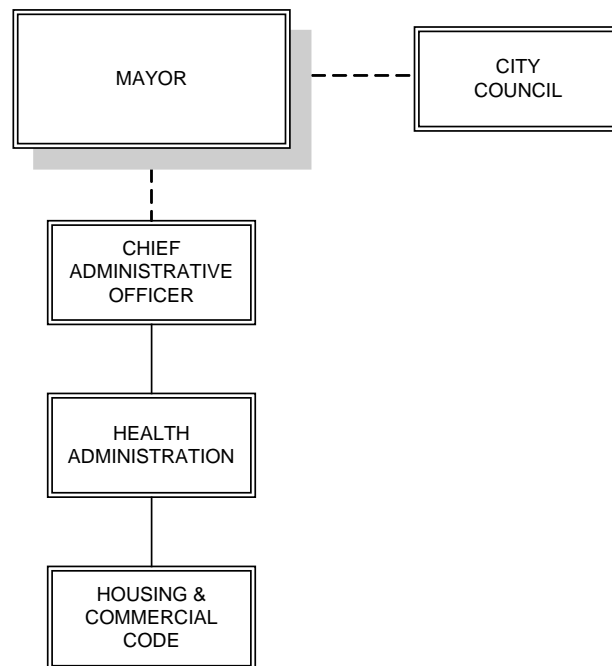 MAYOR
CITY
COUNCIL
CHIEF
ADMINISTRATIVE
OFFICER
HEALTH
ADMINISTRATION
HOUSING &
COMMERCIAL
CODE